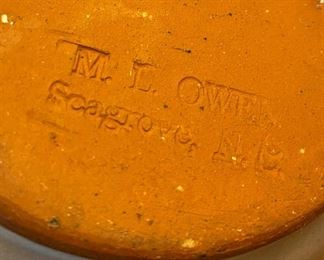 M. L. OWEN
Seagrove, N.C.